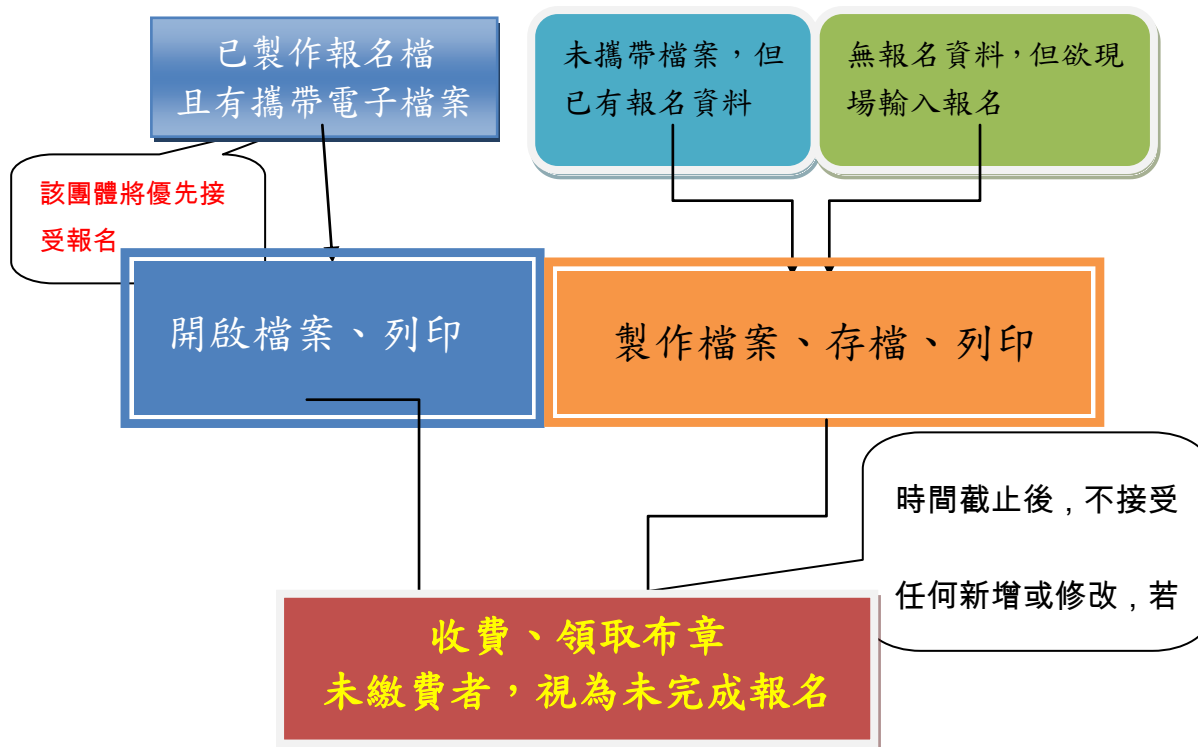 已製作報名檔
且有攜帶電子檔案
未攜帶檔案，但
已有報名資料
無報名資料，但欲現
場輸入報名
該團體將優先接
受報名
開啟檔案、列印
製作檔案、存檔、列印
時間截止後，不接受
任何新增或修改，若
收費、領取布章
未繳費者，視為未完成報名